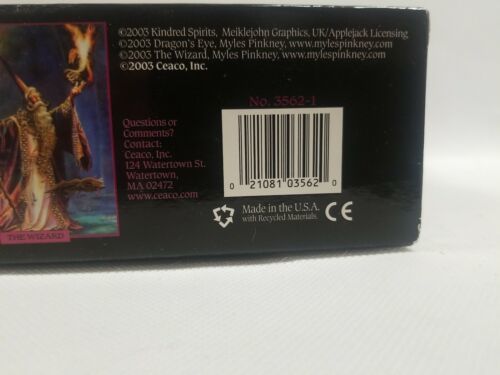 ©2003 Kindred Spirits, Meiklejohn Graphics, UK/Applejack Licensing
©2003 Dragon's Eye, Myles Pinkney, www.mylespinkney.com
©2003 The Wizard, Myles Pinkney, www.mylespinkney.com
©2003 Ceaco, Inc.
No. 3562-1
Questions or
Comments?
Contact:
Ceaco, Inc.
124 Watertown St.
Watertown,
MA 02472
www.ceaco.com
0 21081 03562 0
Made in the U.S.A.
with Recycled Materials.
CE
THE WIZARD